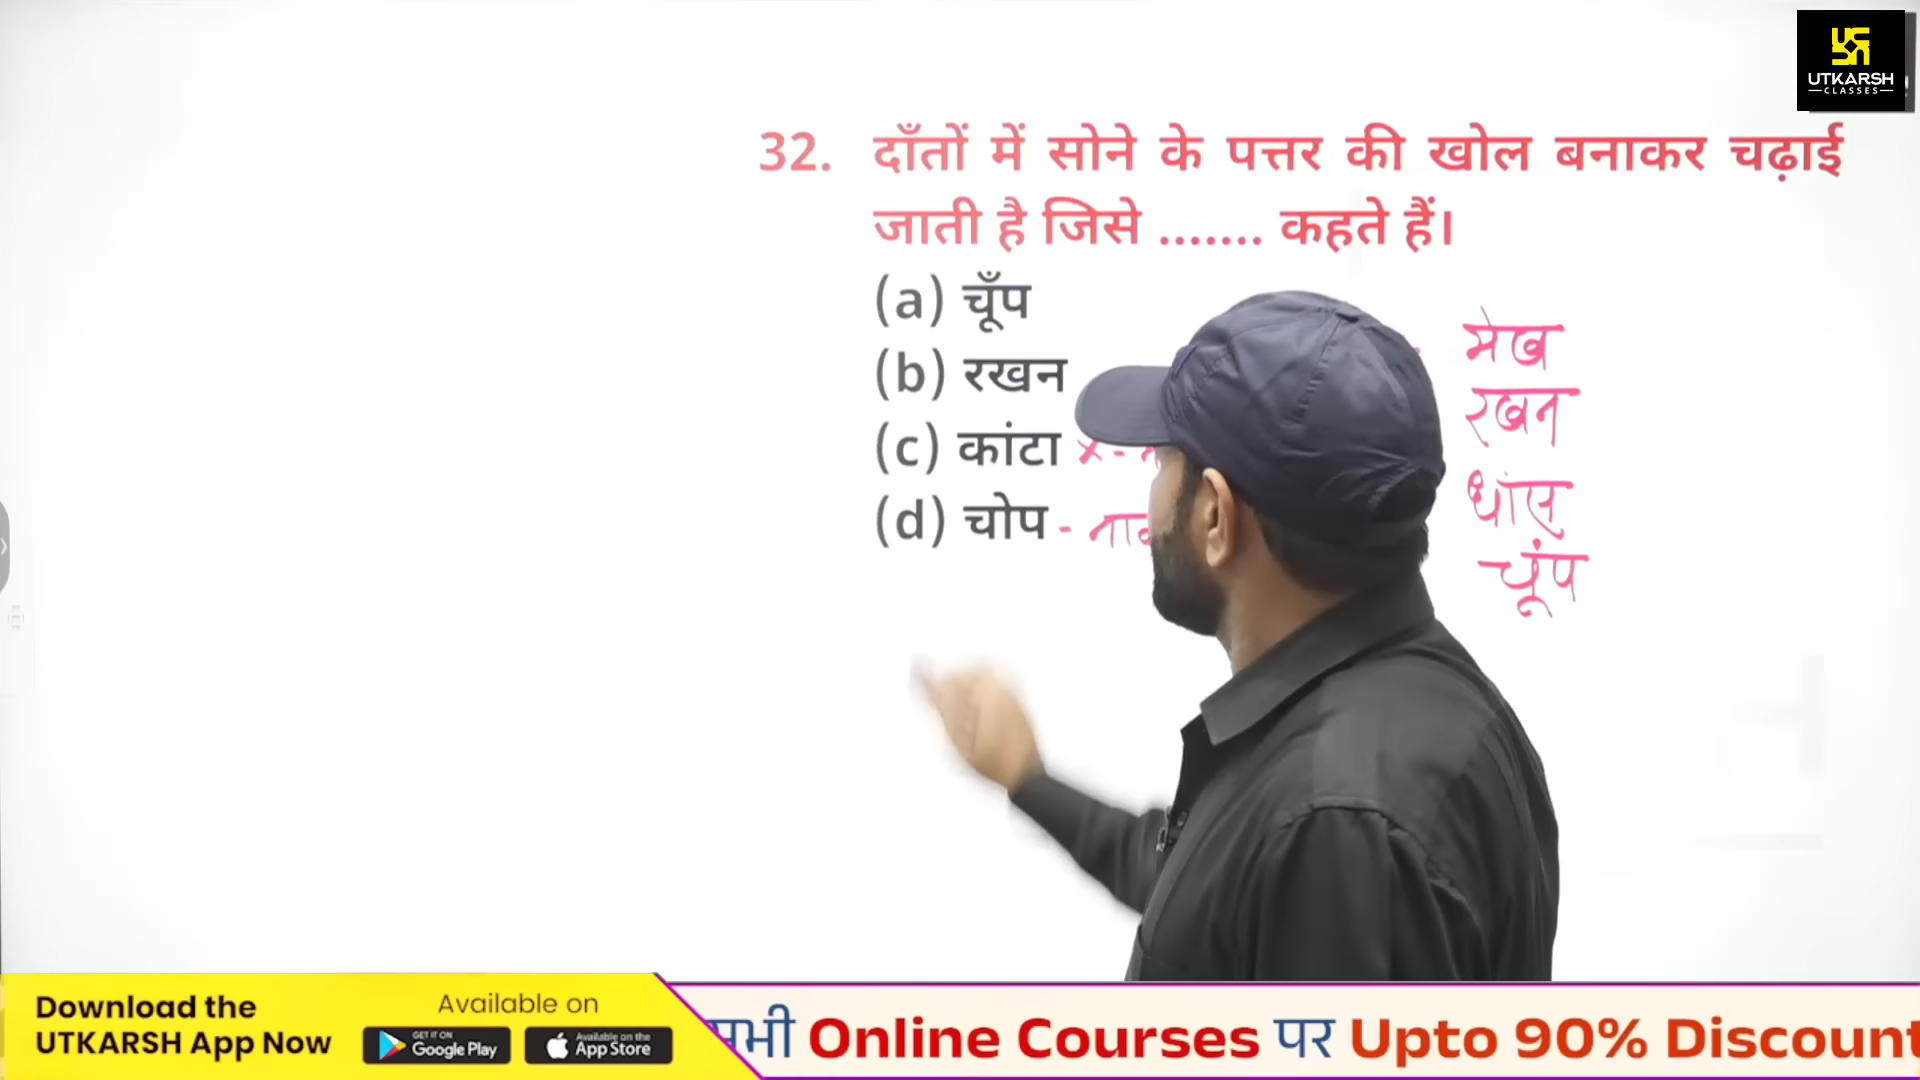 UTKARSH
CLASSES
32. दाँतों में सोने के पत्तर की खोल बनाकर चढ़ाई
जाती है जिसे ....... कहते हैं।
(a) चूँप
(b) रखन
(c) कांटा x -
(d) चोप -
मेख
रखन
धांस
चूंप
Download the
UTKARSH App Now
Available on
GET IT ON
Google Play
Available on the
App Store
Online Courses पर Upto 90% Discount